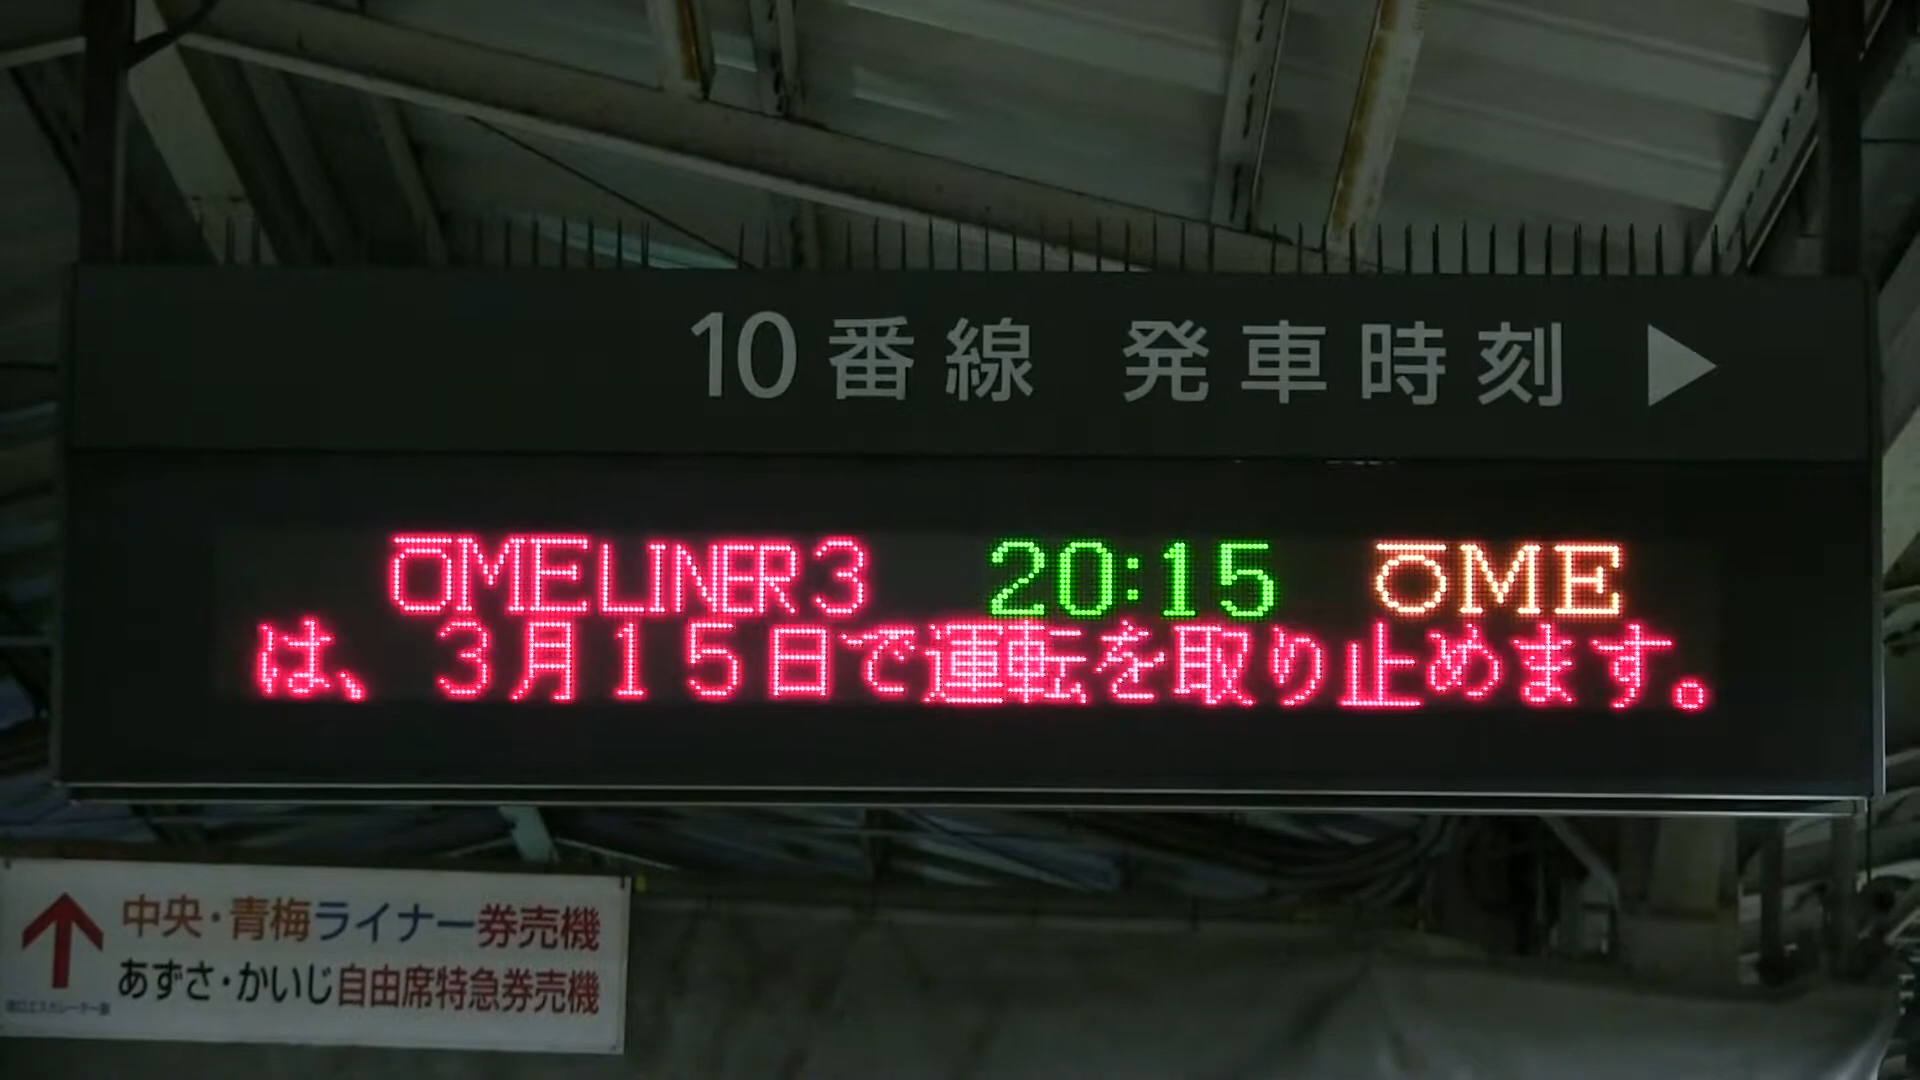 10番線 発車時刻 ▶
ŌMELINER3 20:15 ŌME
は、3月15日で運転を取り止めます。
中央・青梅ライナー券売機
あずさ・かいじ自由席特急券売機